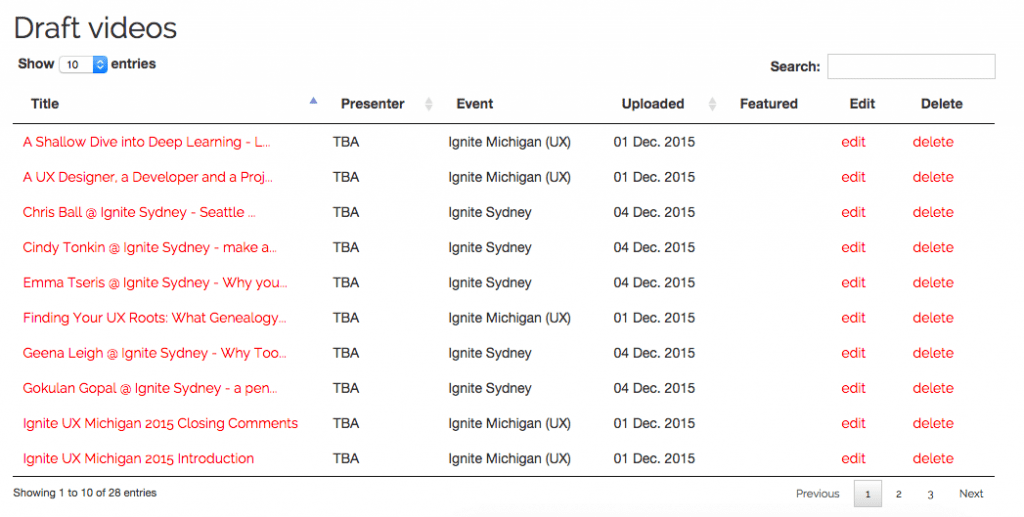 Draft videos
Show 10 entries Search:
Title Presenter Event Uploaded Featured Edit Delete
A Shallow Dive into Deep Learning - L... TBA Ignite Michigan (UX) 01 Dec. 2015 edit delete
A UX Designer, a Developer and a Proj... TBA Ignite Michigan (UX) 01 Dec. 2015 edit delete
Chris Ball @ Ignite Sydney - Seattle ... TBA Ignite Sydney 04 Dec. 2015 edit delete
Cindy Tonkin @ Ignite Sydney - make a... TBA Ignite Sydney 04 Dec. 2015 edit delete
Emma Tseris @ Ignite Sydney - Why you... TBA Ignite Sydney 04 Dec. 2015 edit delete
Finding Your UX Roots: What Genealogy... TBA Ignite Michigan (UX) 01 Dec. 2015 edit delete
Geena Leigh @ Ignite Sydney - Why Too... TBA Ignite Sydney 04 Dec. 2015 edit delete
Gokulan Gopal @ Ignite Sydney - a pen... TBA Ignite Sydney 04 Dec. 2015 edit delete
Ignite UX Michigan 2015 Closing Comments TBA Ignite Michigan (UX) 01 Dec. 2015 edit delete
Ignite UX Michigan 2015 Introduction TBA Ignite Michigan (UX) 01 Dec. 2015 edit delete
Showing 1 to 10 of 28 entries Previous 1 2 3 Next